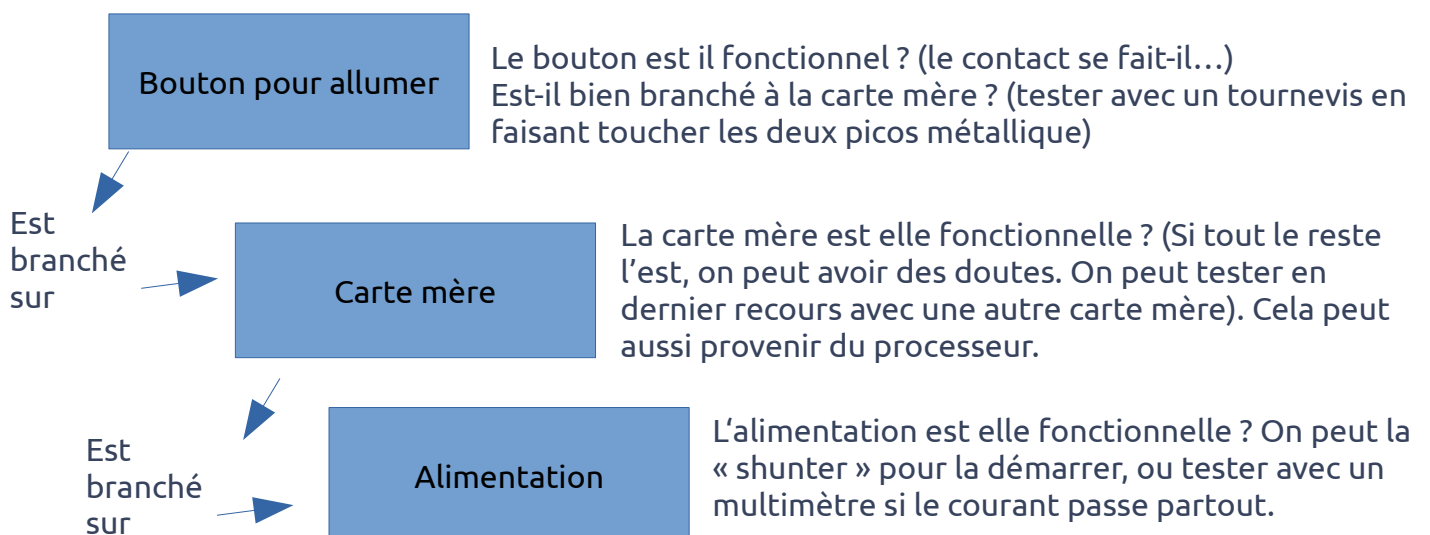 Bouton pour allumer
Le bouton est il fonctionnel ? (le contact se fait-il…)
Est-il bien branché à la carte mère ? (tester avec un tournevis en
faisant toucher les deux picos métallique)
Est
branché
sur
Carte mère
La carte mère est elle fonctionnelle ? (Si tout le reste
l’est, on peut avoir des doutes. On peut tester en
dernier recours avec une autre carte mère). Cela peut
aussi provenir du processeur.
Est
branché
sur
Alimentation
L‘alimentation est elle fonctionnelle ? On peut la
« shunter » pour la démarrer, ou tester avec un
multimètre si le courant passe partout.